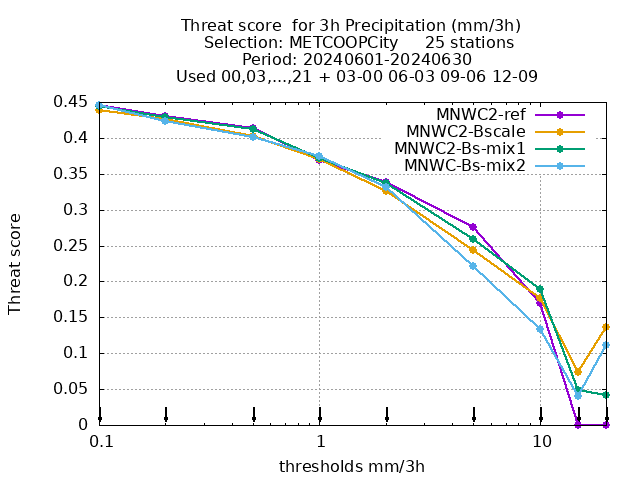 Threat score  for 3h Precipitation (mm/3h)
Selection: METCOOPCity     25 stations
Period: 20240601-20240630
Used 00,03,...,21 + 03-00 06-03 09-06 12-09
MNWC2-ref
MNWC2-Bscale
MNWC2-Bs-mix1
MNWC-Bs-mix2
Threat score
0.45
0.4
0.35
0.3
0.25
0.2
0.15
0.1
0.05
0
0.1 1 10
thresholds mm/3h